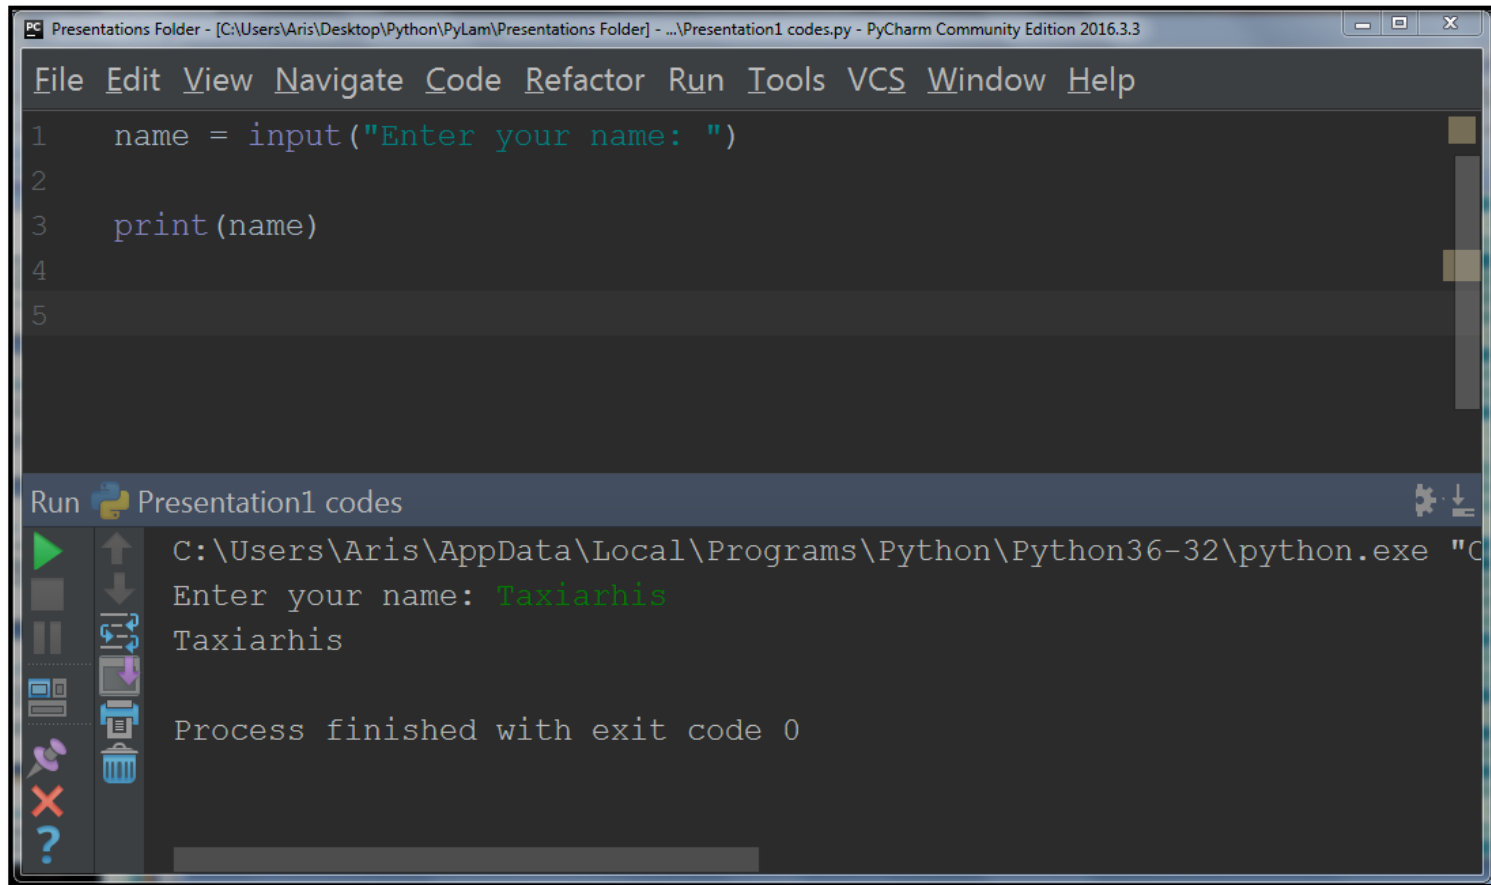 PC Presentations Folder - [C:\Users\Aris\Desktop\Python\PyLam\Presentations Folder] - ...\Presentation1 codes.py - PyCharm Community Edition 2016.3.3
File Edit View Navigate Code Refactor Run Tools VCS Window Help
1 name = input("Enter your name: ")
2
3 print(name)
4
5
Run Presentation1 codes
C:\Users\Aris\AppData\Local\Programs\Python\Python36-32\python.exe "C
Enter your name: Taxiarhis
Taxiarhis
Process finished with exit code 0
?